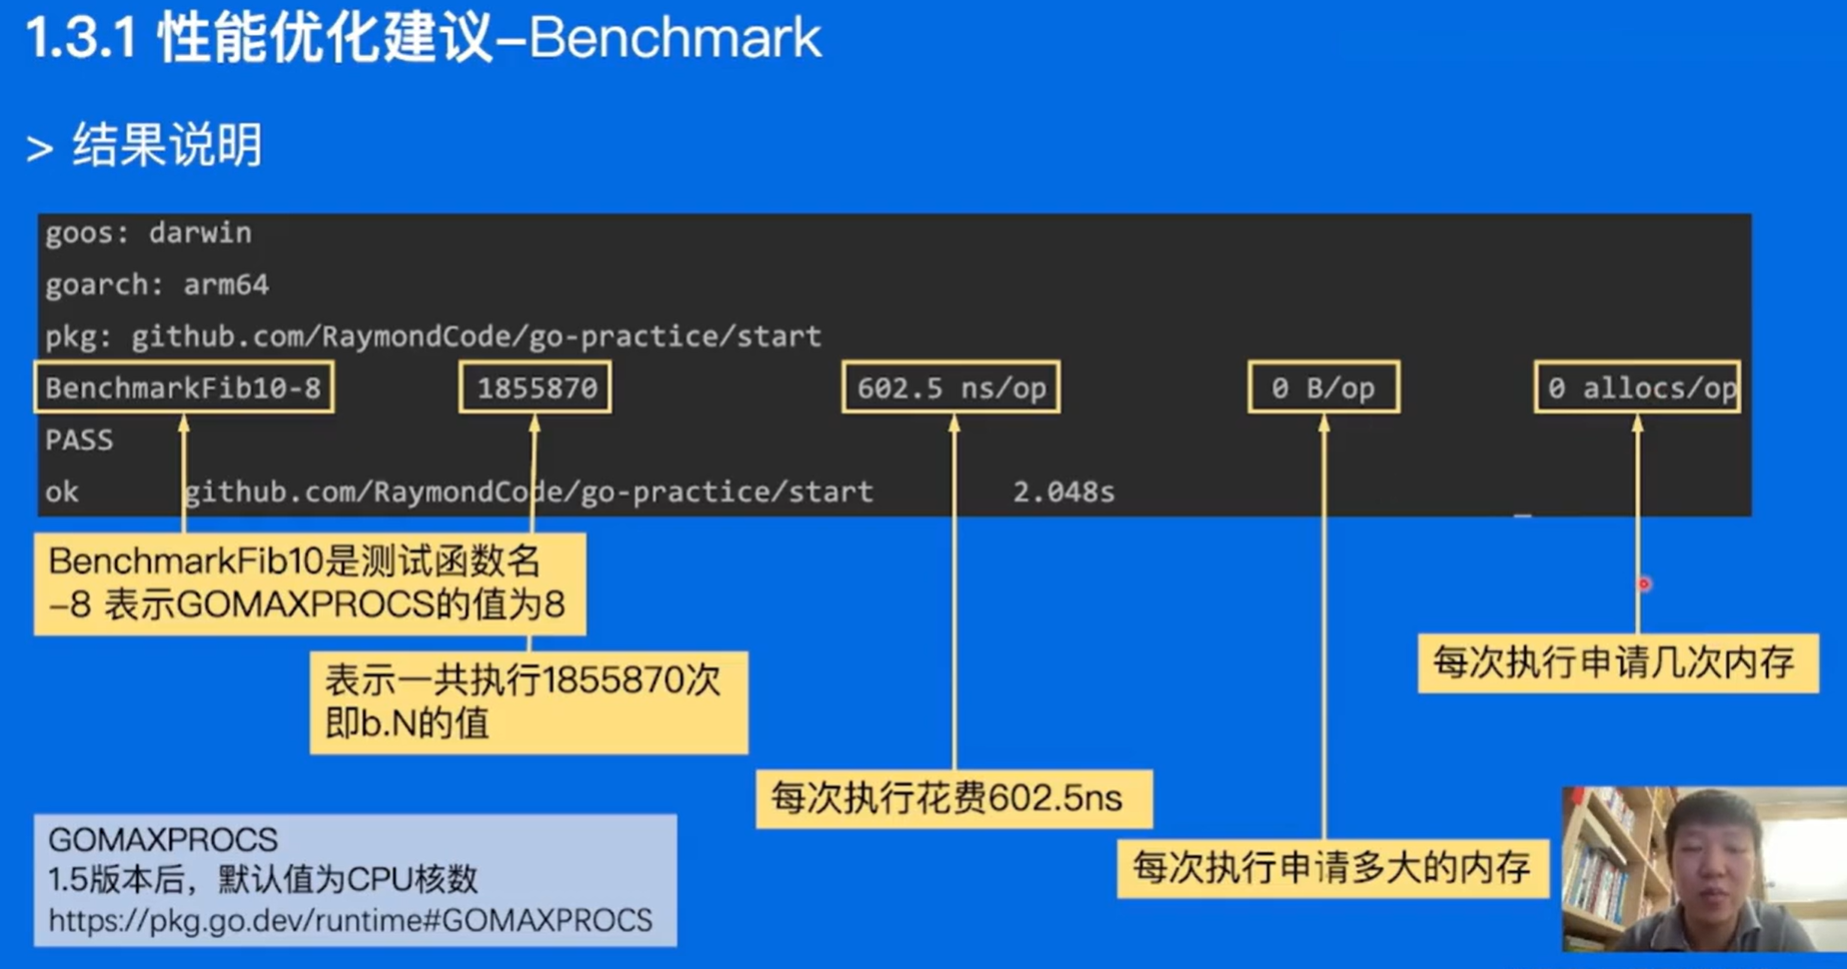 1.3.1 性能优化建议-Benchmark
> 结果说明
goos: darwin
goarch: arm64
pkg: github.com/RaymondCode/go-practice/start
BenchmarkFib10-8 1855870 602.5 ns/op 0 B/op 0 allocs/op
PASS
ok github.com/RaymondCode/go-practice/start 2.048s
BenchmarkFib10是测试函数名
-8 表示GOMAXPROCS的值为8
表示一共执行1855870次
即b.N的值
每次执行申请几次内存
每次执行花费602.5ns
每次执行申请多大的内存
GOMAXPROCS
1.5版本后，默认值为CPU核数
https://pkg.go.dev/runtime#GOMAXPROCS